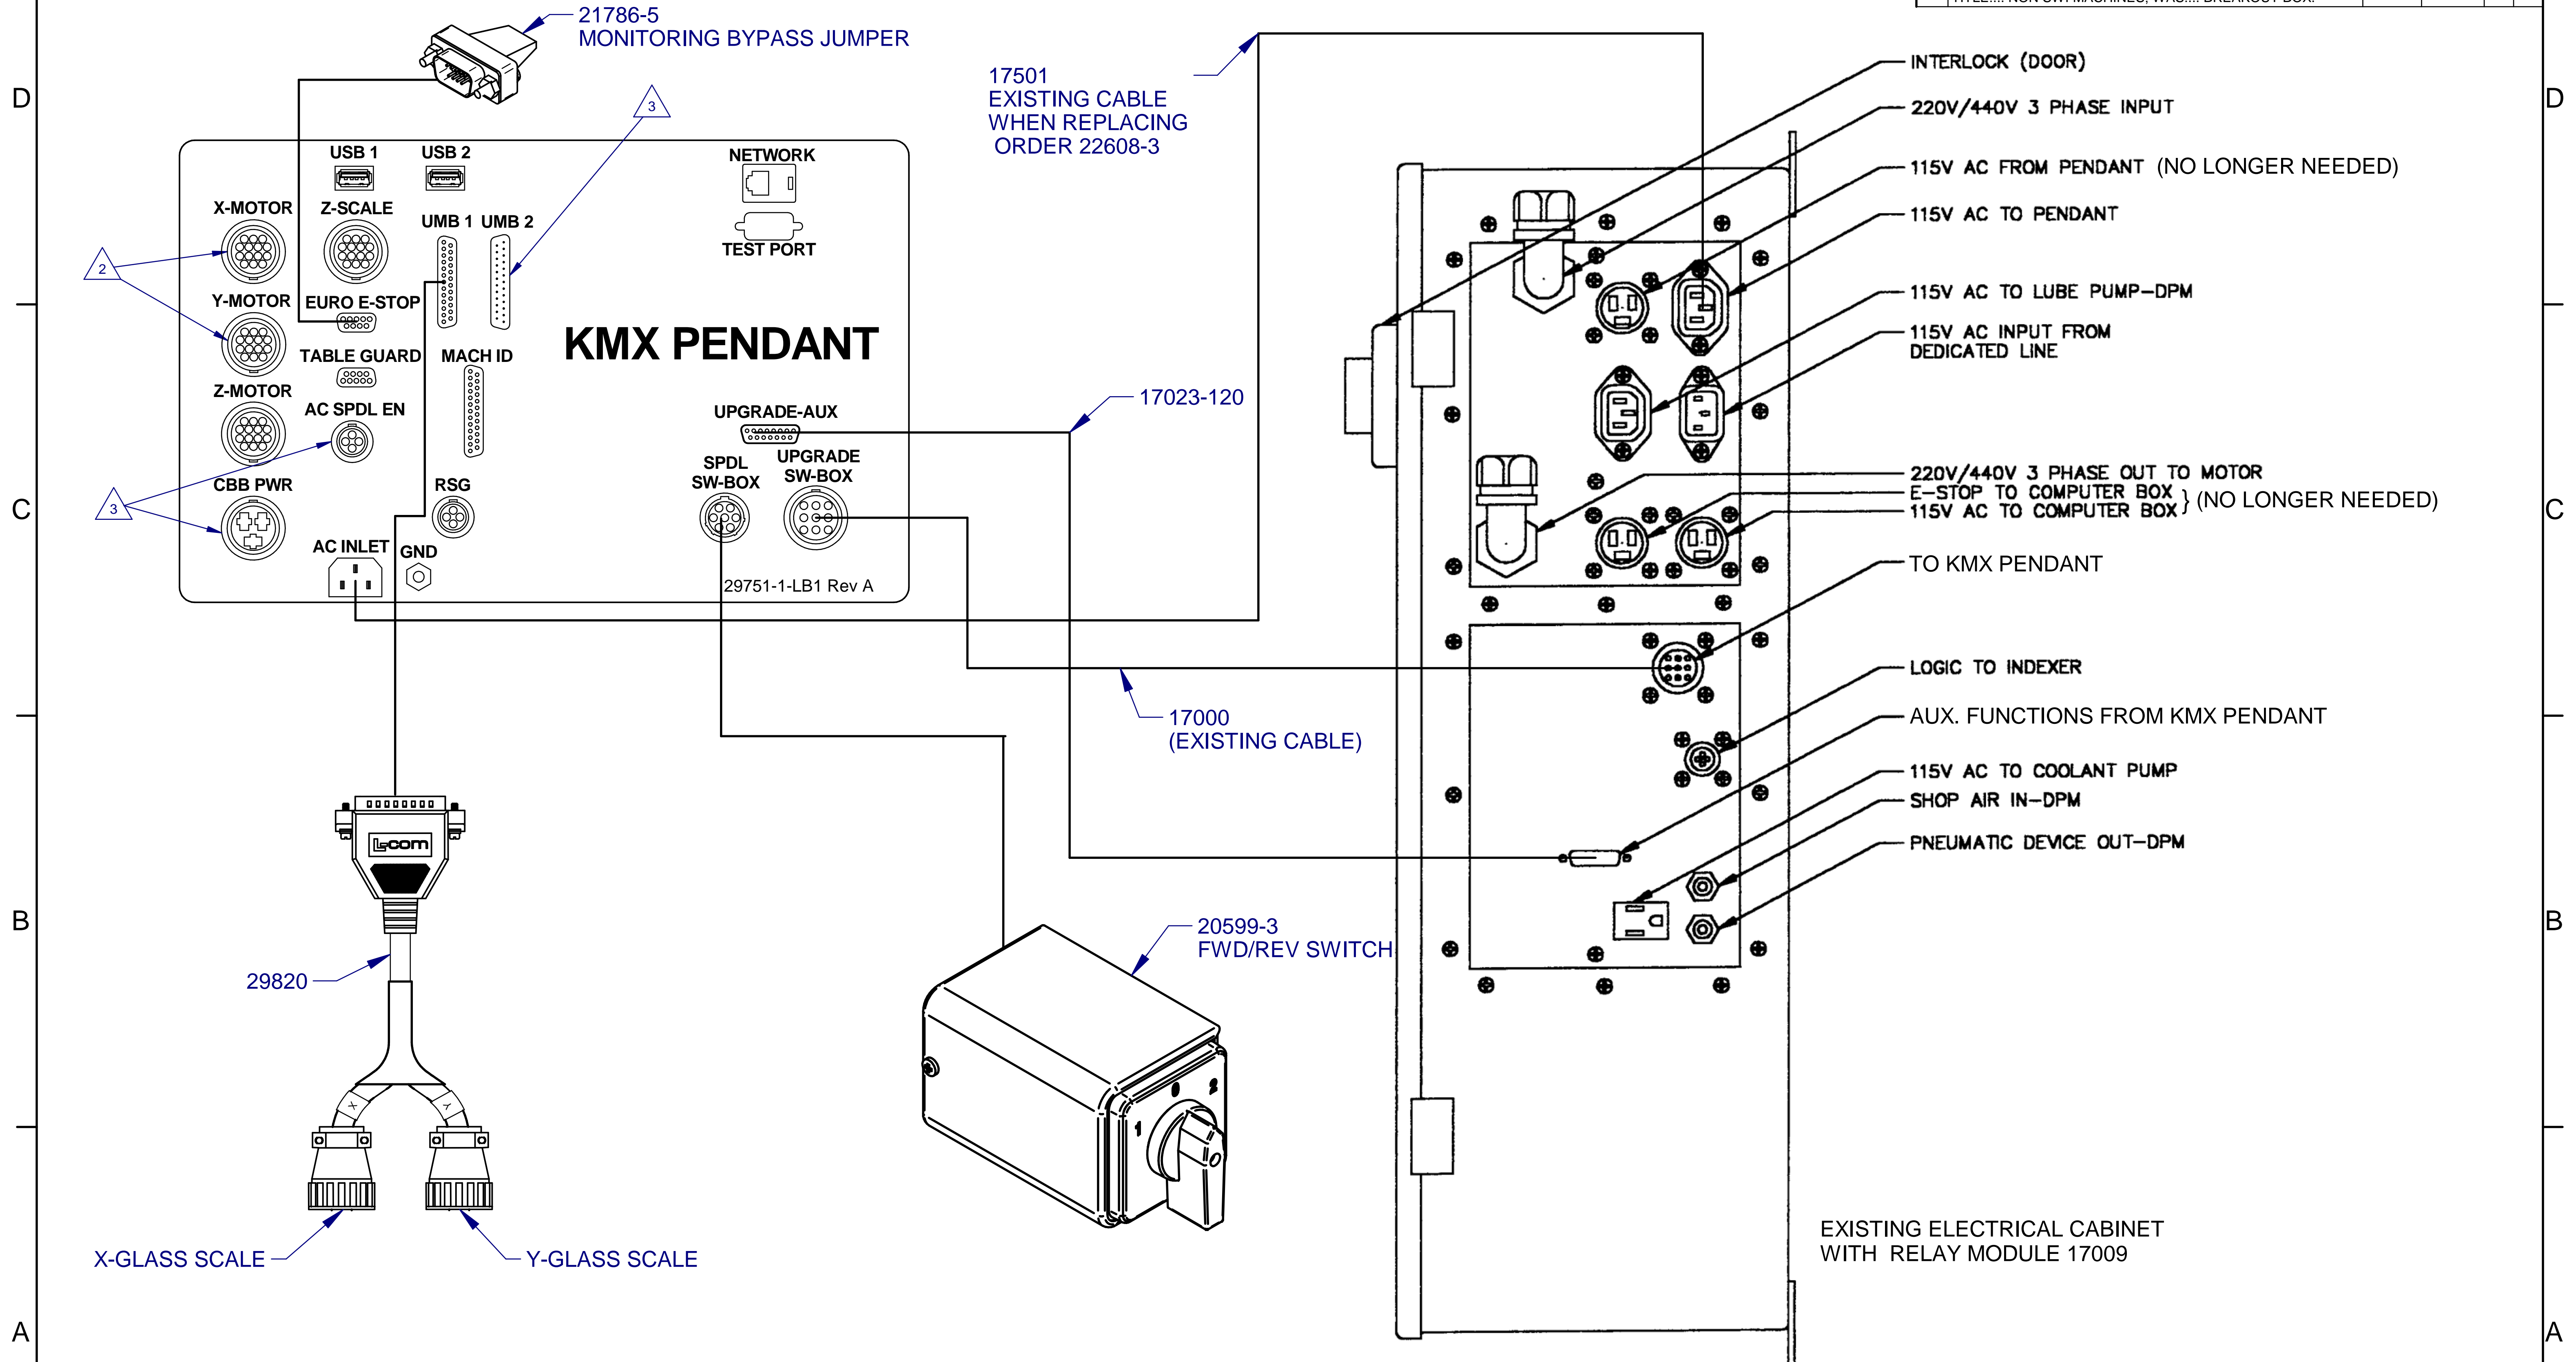 21786-5
MONITORING BYPASS JUMPER
17501
EXISTING CABLE
WHEN REPLACING
ORDER 22608-3
INTERLOCK (DOOR)
220V/440V 3 PHASE INPUT
115V AC FROM PENDANT (NO LONGER NEEDED)
115V AC TO PENDANT
115V AC TO LUBE PUMP-DPM
115V AC INPUT FROM
DEDICATED LINE
220V/440V 3 PHASE OUT TO MOTOR
E-STOP TO COMPUTER BOX
115V AC TO COMPUTER BOX
} (NO LONGER NEEDED)
TO KMX PENDANT
LOGIC TO INDEXER
AUX. FUNCTIONS FROM KMX PENDANT
115V AC TO COOLANT PUMP
SHOP AIR IN-DPM
PNEUMATIC DEVICE OUT-DPM
D
D
C
C
B
B
A
A
3
2
3
USB 1
USB 2
NETWORK
X-MOTOR
Z-SCALE
UMB 1
UMB 2
TEST PORT
Y-MOTOR
EURO E-STOP
KMX PENDANT
TABLE GUARD
MACH ID
Z-MOTOR
AC SPDL EN
UPGRADE-AUX
CBB PWR
RSG
SPDL
SW-BOX
UPGRADE
SW-BOX
AC INLET
GND
29751-1-LB1 Rev A
17023-120
17000
(EXISTING CABLE)
L-com
29820
X
Y
X-GLASS SCALE
Y-GLASS SCALE
20599-3
FWD/REV SWITCH
1
0
2
EXISTING ELECTRICAL CABINET
WITH RELAY MODULE 17009